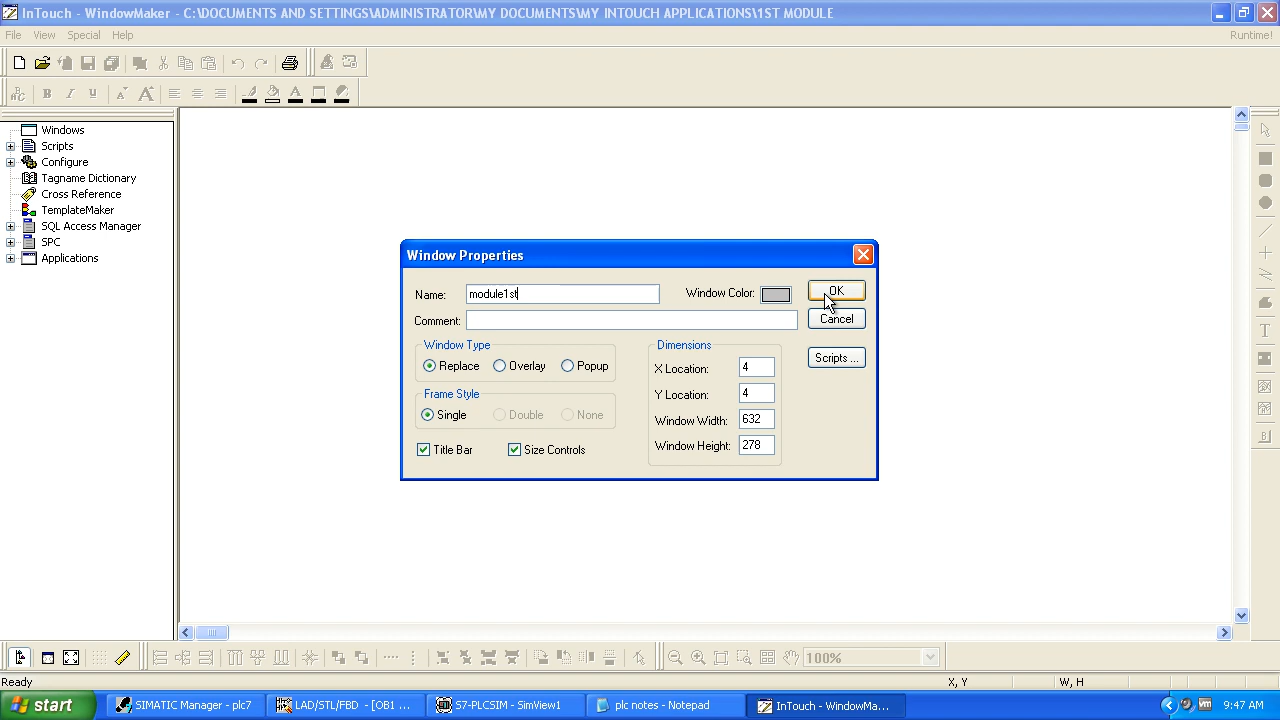 InTouch - WindowMaker - C:\DOCUMENTS AND SETTINGS\ADMINISTRATOR\MY DOCUMENTS\MY INTOUCH APPLICATIONS\1ST MODULE
File View Special Help Runtime!
Windows
Scripts
Configure
Tagname Dictionary
Cross Reference
TemplateMaker
SQL Access Manager
SPC
Applications
Window Properties
Name: module1st Window Color: OK
Comment: Cancel
Window Type Dimensions
Replace Overlay Popup X Location: 4 Scripts ...
Frame Style Y Location: 4
Single Double None Window Width: 632
Title Bar Size Controls Window Height: 278
100%
Ready X, Y W, H
start SIMATIC Manager - plc7 LAD/STL/FBD - [OB1 ... S7-PLCSIM - SimView1 plc notes - Notepad InTouch - WindowMa... 9:47 AM